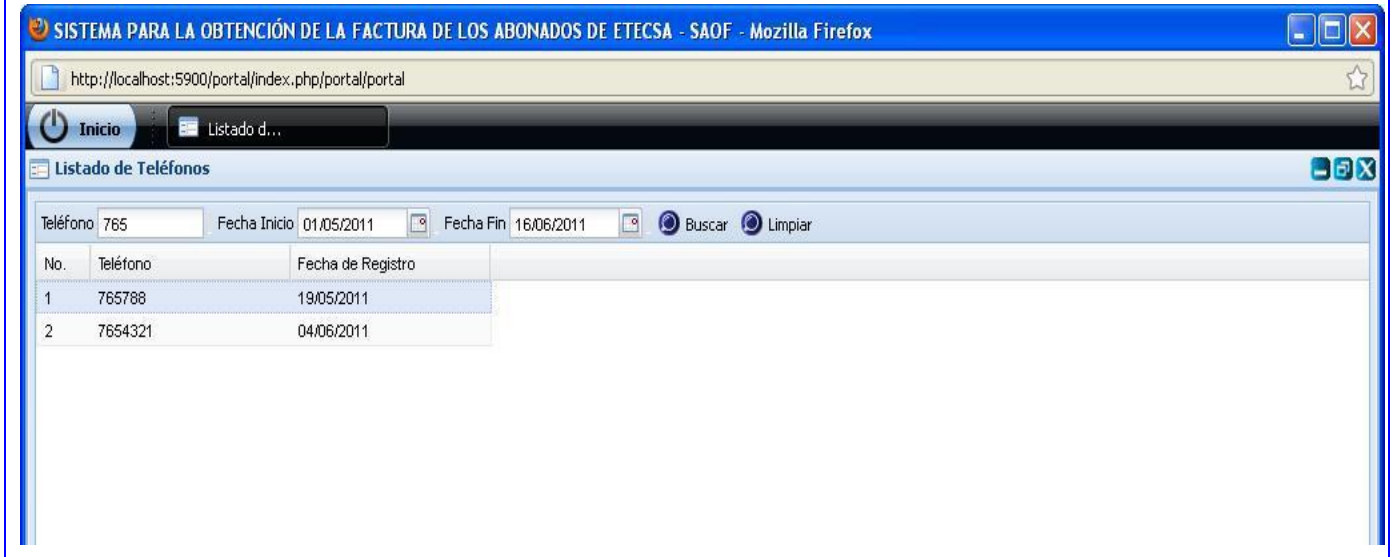 SISTEMA PARA LA OBTENCIÓN DE LA FACTURA DE LOS ABONADOS DE ETECSA - SAOF - Mozilla Firefox
http://localhost:5900/portal/index.php/portal/portal
Inicio Listado d...
Listado de Teléfonos
Teléfono 765 Fecha Inicio 01/05/2011 Fecha Fin 16/06/2011 Buscar Limpiar
No. Teléfono Fecha de Registro
1 765788 19/05/2011
2 7654321 04/06/2011